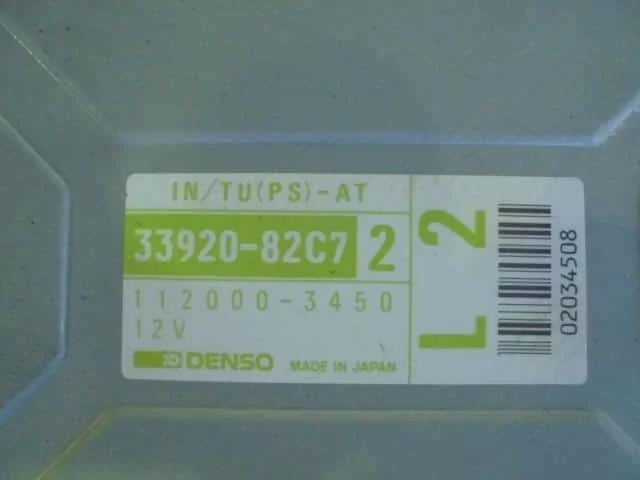 IN/TU(PS)-AT
33920-82C7 2
112000-3450
12V
DENSO MADE IN JAPAN
L2
02034508